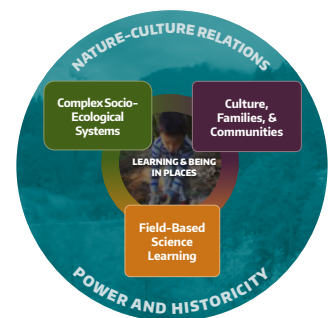 NATURE-CULTURE RELATIONS
Complex Socio-
Ecological
Systems
Culture,
Families, &
Communities
LEARNING & BEING
IN PLACES
Field-Based
Science
Learning
POWER AND HISTORICITY